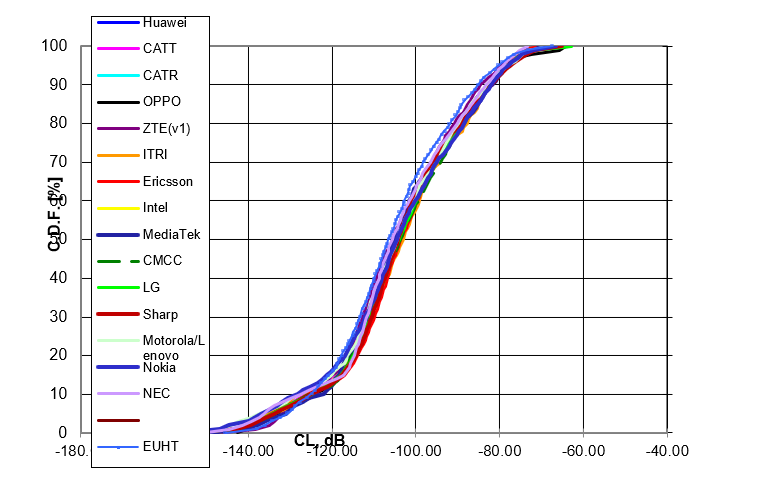 Huawei
CATT
CATR
OPPO
ZTE(v1)
ITRI
Ericsson
Intel
MediaTek
CMCC
LG
Sharp
Motorola/L
enovo
Nokia
NEC
EUHT
100
90
80
70
60
50
40
30
20
10
0
C.D.F. [%]
-180.
-140.00
-120.00
-100.00
-80.00
-60.00
-40.00
CL, dB